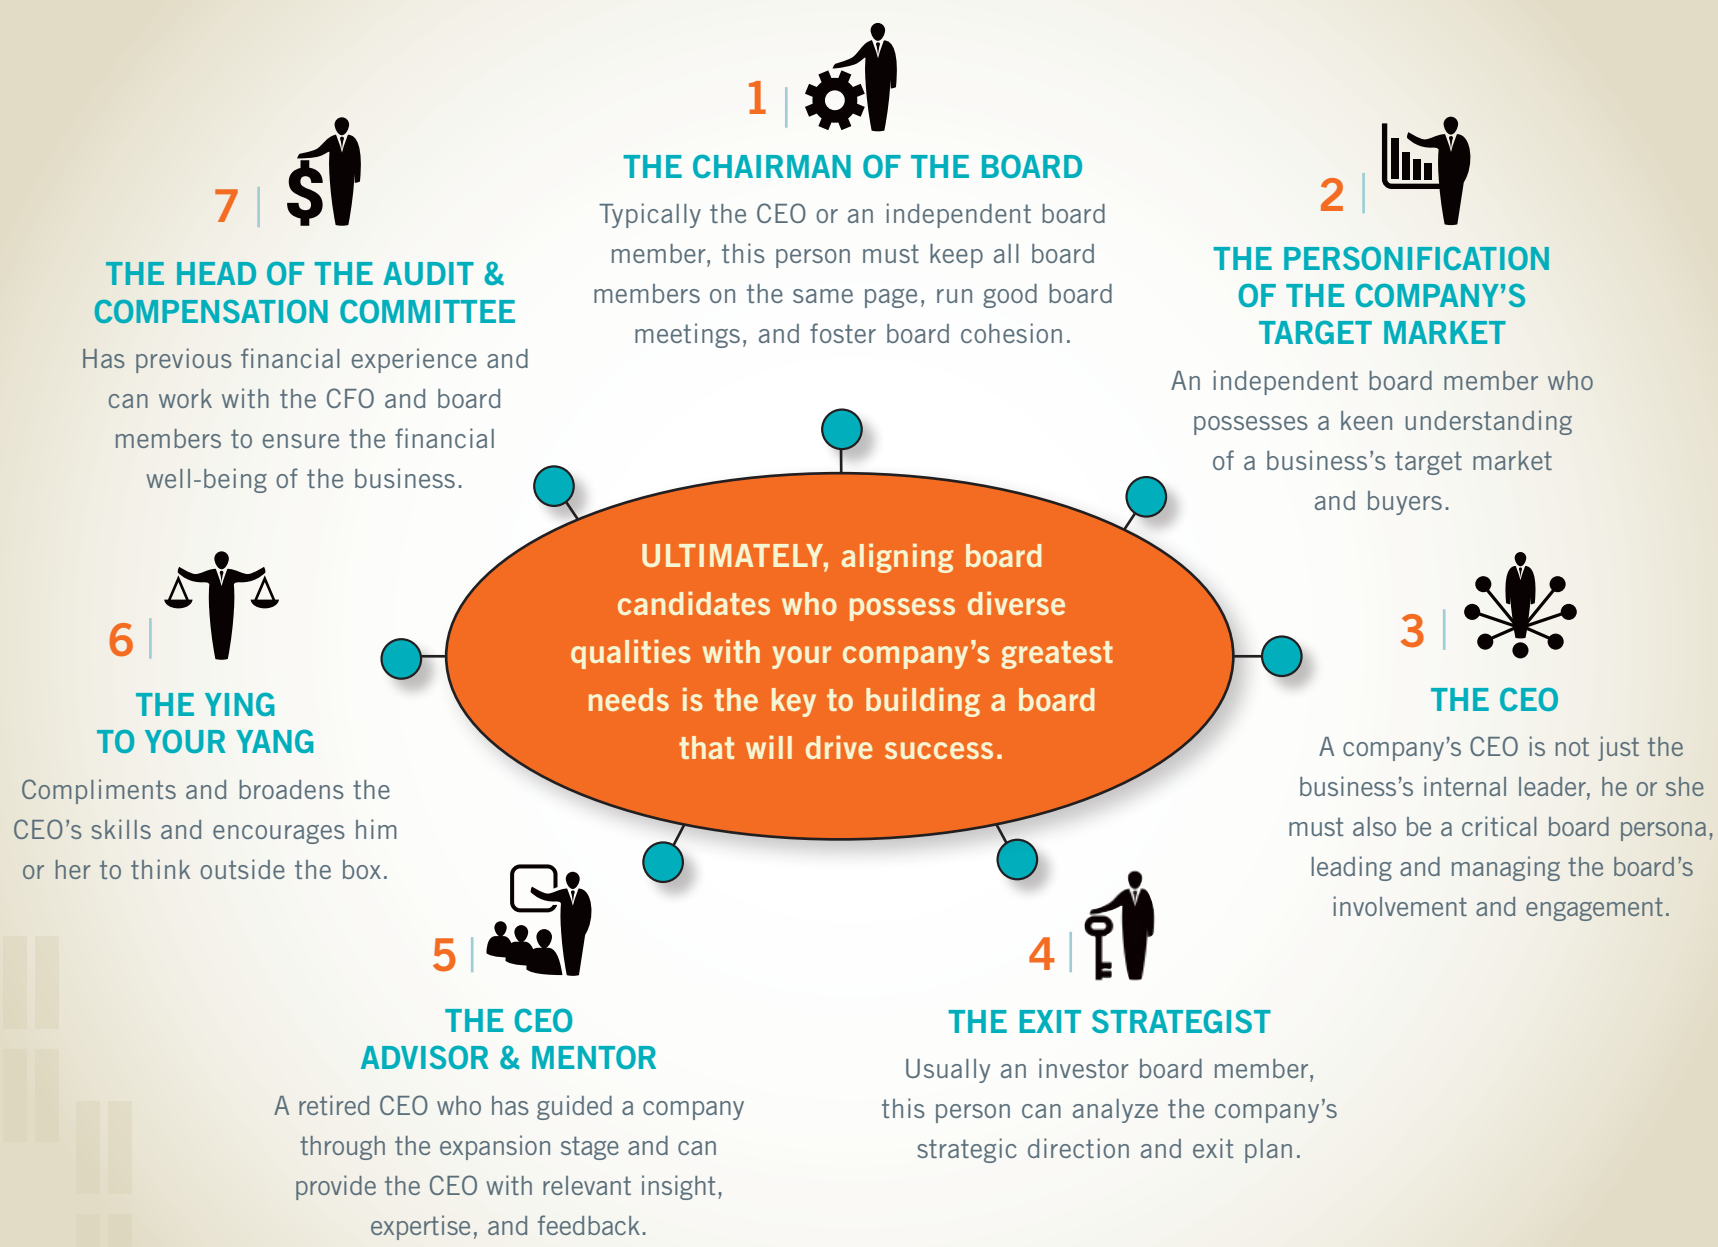 1
THE CHAIRMAN OF THE BOARD
Typically the CEO or an independent board
member, this person must keep all board
members on the same page, run good board
meetings, and foster board cohesion.
2
THE PERSONIFICATION
OF THE COMPANY’S
TARGET MARKET
An independent board member who
possesses a keen understanding
of a business’s target market
and buyers.
3
THE CEO
A company’s CEO is not just the
business’s internal leader, he or she
must also be a critical board persona,
leading and managing the board’s
involvement and engagement.
4
THE EXIT STRATEGIST
Usually an investor board member,
this person can analyze the company’s
strategic direction and exit plan.
5
THE CEO
ADVISOR & MENTOR
A retired CEO who has guided a company
through the expansion stage and can
provide the CEO with relevant insight,
expertise, and feedback.
6
THE YING
TO YOUR YANG
Compliments and broadens the
CEO’s skills and encourages him
or her to think outside the box.
7
$
THE HEAD OF THE AUDIT &
COMPENSATION COMMITTEE
Has previous financial experience and
can work with the CFO and board
members to ensure the financial
well-being of the business.
ULTIMATELY, aligning board
candidates who possess diverse
qualities with your company’s greatest
needs is the key to building a board
that will drive success.